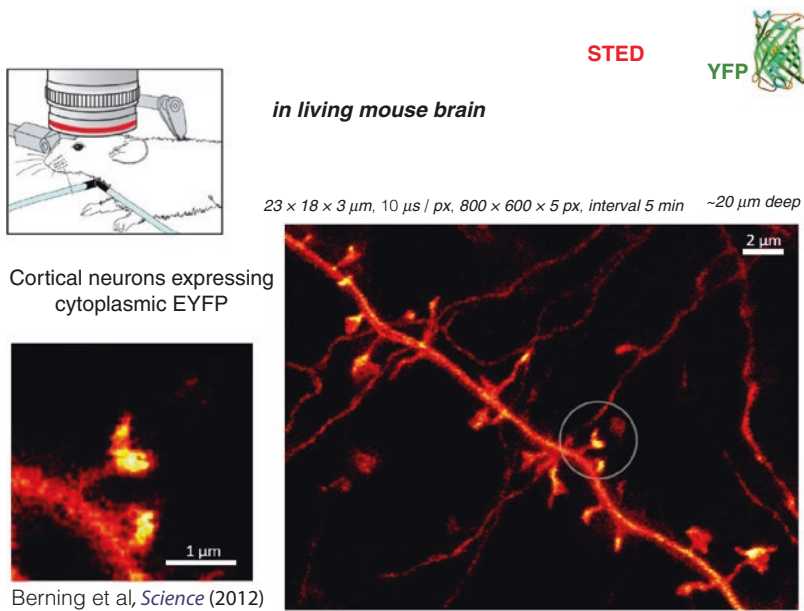 STED
YFP
in living mouse brain
23 × 18 × 3 μm, 10 μs / px, 800 × 600 × 5 px, interval 5 min
~20 μm deep
2 μm
Cortical neurons expressing
cytoplasmic EYFP
1 μm
Berning et al, Science (2012)